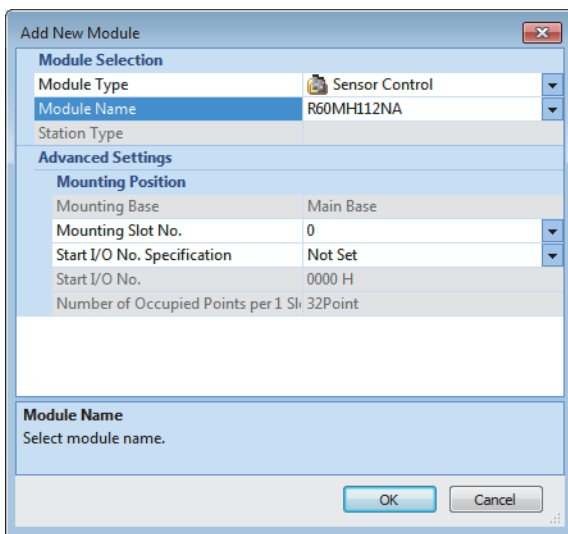 Add New Module
Module Selection
Module Type Sensor Control
Module Name R60MH112NA
Station Type
Advanced Settings
Mounting Position
Mounting Base Main Base
Mounting Slot No. 0
Start I/O No. Specification Not Set
Start I/O No. 0000 H
Number of Occupied Points per 1 Sl 32Point
Module Name
Select module name.
OK Cancel